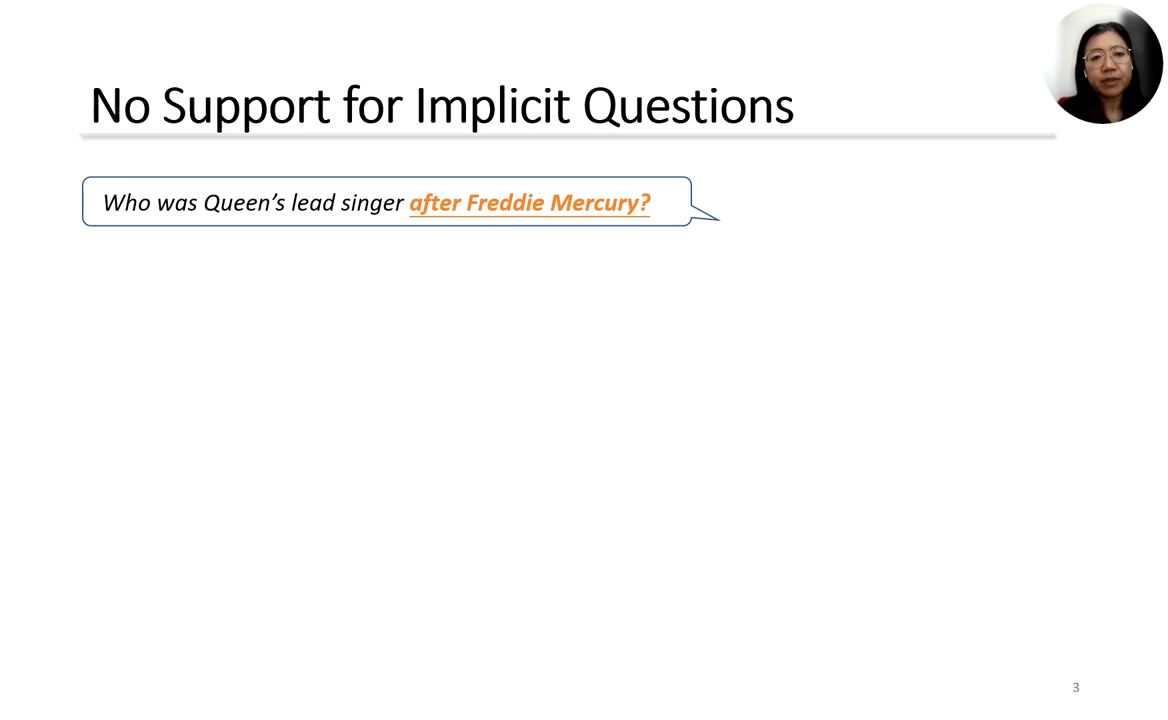 No Support for Implicit Questions
Who was Queen’s lead singer after Freddie Mercury?
3